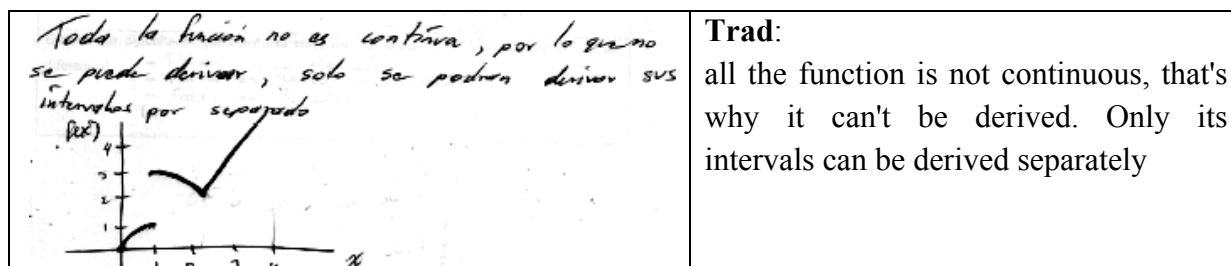 Toda la función no es contínua, por lo que no
se puede derivar, solo se podran derivar sus
intervalos por separado
f(x)
4
3
2
1
1 2 3 4
x
Trad:
all the function is not continuous, that's
why it can't be derived. Only its
intervals can be derived separately